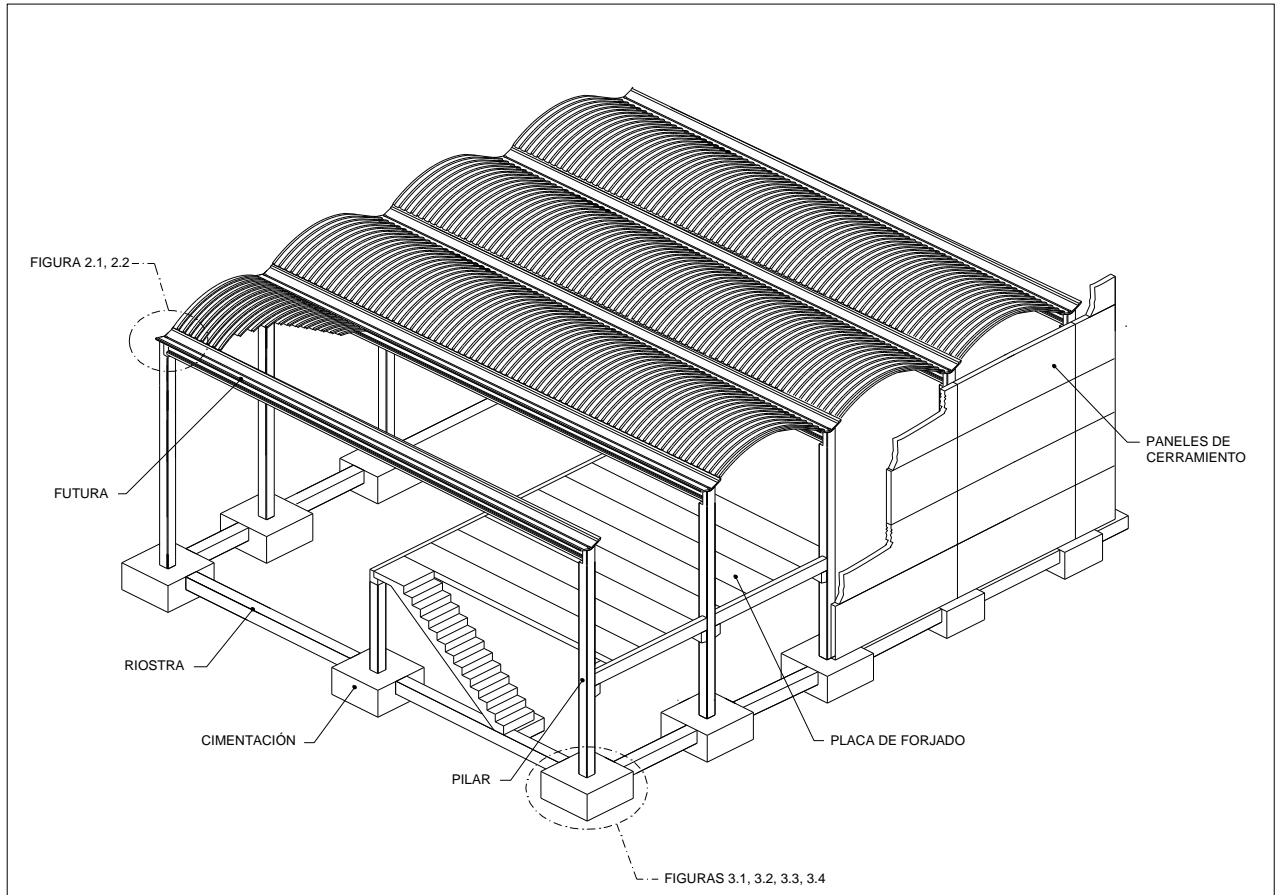 FIGURA 2.1, 2.2
PANELES DE
CERRAMIENTO
FUTURA
RIOSTRA
CIMENTACIÓN
PLACA DE FORJADO
PILAR
FIGURAS 3.1, 3.2, 3.3, 3.4